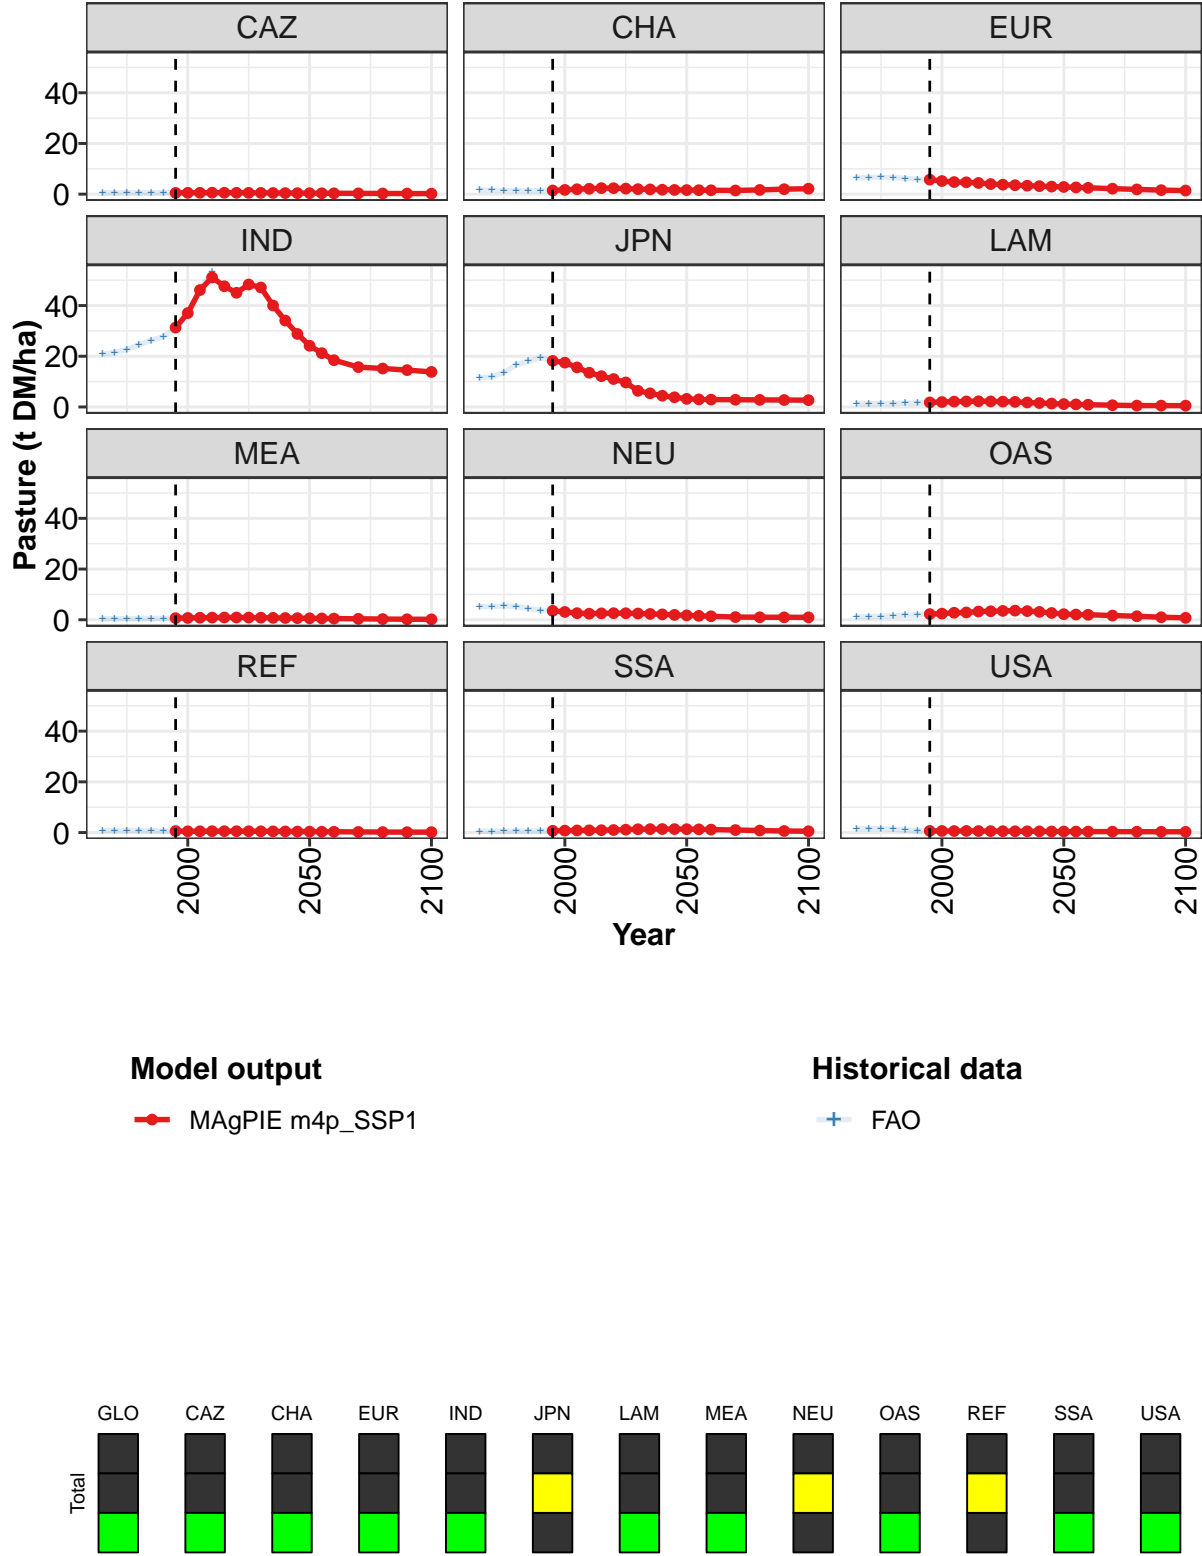 CAZ CHA EUR
40
20
0
IND JPN LAM
40
20
0
MEA NEU OAS
40
20
0
REF SSA USA
40
20
0
Pasture (t DM/ha)
2000 2050 2100 2000 2050 2100 2000 2050 2100
Year
Model output
MAgPIE m4p_SSP1
Historical data
FAO
GLO CAZ CHA EUR IND JPN LAM MEA NEU OAS REF SSA USA
Total